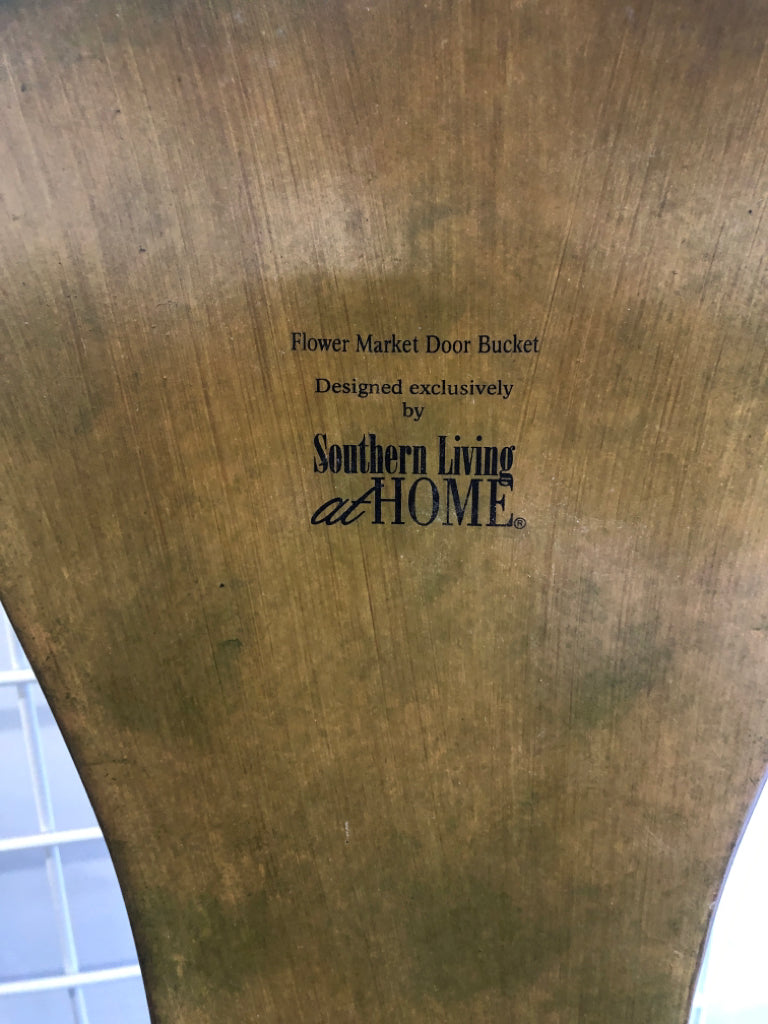 Flower Market Door Bucket
Designed exclusively
by
Southern Living
at HOME®